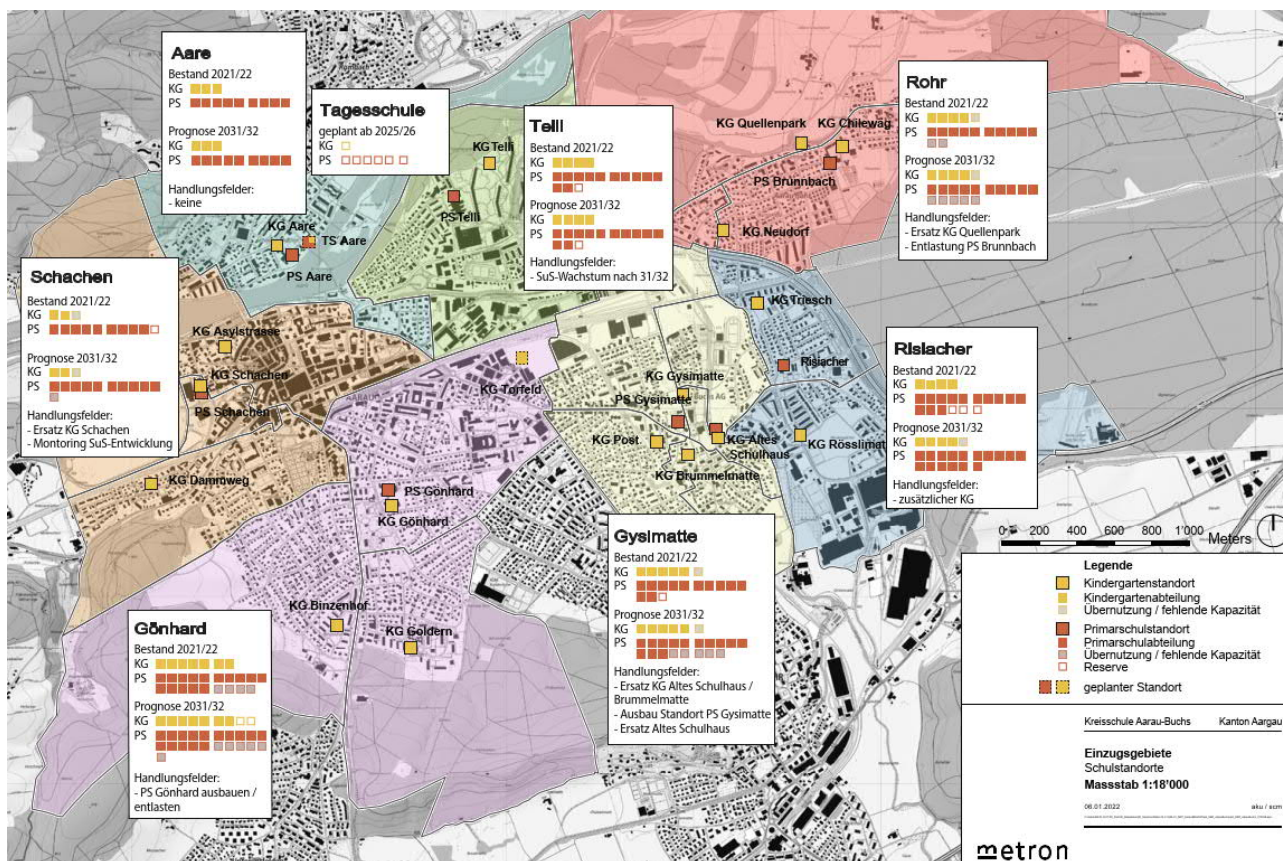 Aare
Bestand 2021/22
KG
PS
Prognose 2031/32
KG
PS
Handlungsfelder:
- keine
Tagesschule
geplant ab 2025/26
KG
PS
Telli
Bestand 2021/22
KG
PS
Prognose 2031/32
KG
PS
Handlungsfelder:
- SuS-Wachstum nach 31/32
Rohr
Bestand 2021/22
KG
PS
Prognose 2031/32
KG
PS
Handlungsfelder:
- Ersatz KG Quellenpark
- Entlastung PS Brunnbach
KG Quellenpark
KG Chileweg
PS Brunnbach
KG Neudorf
KG Telli
PS Telli
KG Aare
TS Aare
PS Aare
Schachen
Bestand 2021/22
KG
PS
Prognose 2031/32
KG
PS
Handlungsfelder:
- Ersatz KG Schachen
- Montoring SuS-Entwicklung
KG Asylstrasse
KG Schachen
PS Schachen
KG Dammweg
KG Torfeld
PS Gönhard
KG Gönhard
KG Binzenhof
KG Goldern
KG Triesch
Risiacher
KG Gysimatte
PS Gysimatte
KG Post
KG Altes
Schulhaus
KG Brummelmatte
KG Rösslimatt
Risiacher
Bestand 2021/22
KG
PS
Prognose 2031/32
KG
PS
Handlungsfelder:
- zusätzlicher KG
Gysimatte
Bestand 2021/22
KG
PS
Prognose 2031/32
KG
PS
Handlungsfelder:
- Ersatz KG Altes Schulhaus /
Brummelmatte
- Ausbau Standort PS Gysimatte
- Ersatz Altes Schulhaus
Gönhard
Bestand 2021/22
KG
PS
Prognose 2031/32
KG
PS
Handlungsfelder:
- PS Gönhard ausbauen /
entlasten
0 200 400 600 800 1'000
Meters
Legende
Kindergartenstandort
Kindergartenabteilung
Übernutzung / fehlende Kapazität
Primarschulstandort
Primarschulabteilung
Übernutzung / fehlende Kapazität
Reserve
geplanter Standort
Kreisschule Aarau-Buchs Kanton Aargau
Einzugsgebiete
Schulstandorte
Massstab 1:18'000
06.01.2022 aku / scm
metron